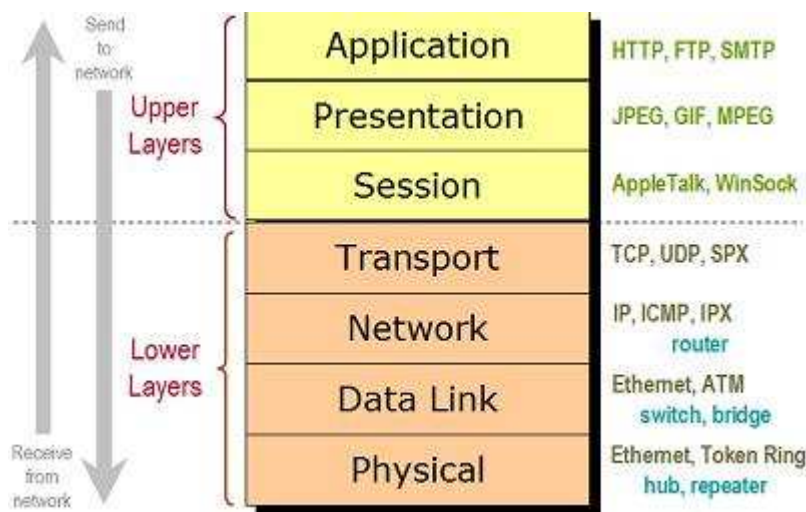 Send
to
network
Upper
Layers
Application
HTTP, FTP, SMTP
Presentation
JPEG, GIF, MPEG
Session
AppleTalk, WinSock
Lower
Layers
Transport
TCP, UDP, SPX
Network
IP, ICMP, IPX
router
Data Link
Ethernet, ATM
switch, bridge
Physical
Ethernet, Token Ring
hub, repeater
Receive
from
network